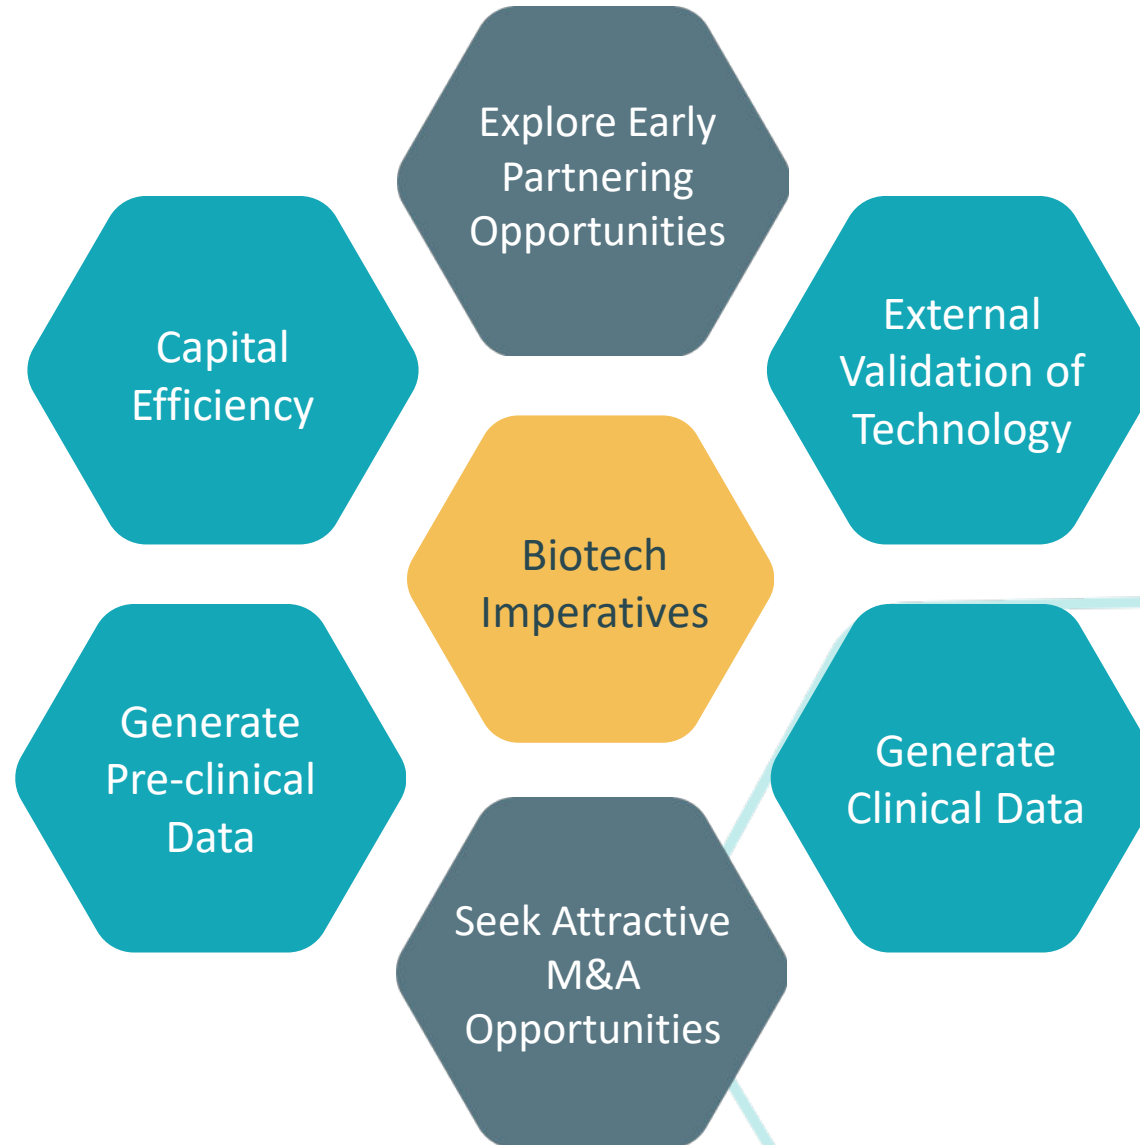 Explore Early
Partnering
Opportunities
Capital
Efficiency
External
Validation of
Technology
Biotech
Imperatives
Generate
Pre-clinical
Data
Generate
Clinical Data
Seek Attractive
M&A
Opportunities